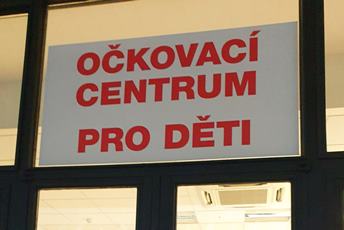 OČKOVACÍ
CENTRUM
PRO DĚTI